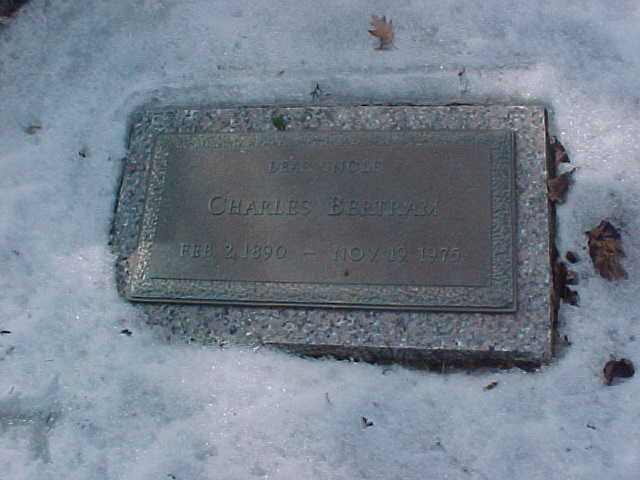 DEAR UNCLE
CHARLES BERTRAM
FEB. 2, 1890 — NOV. 19, 1975